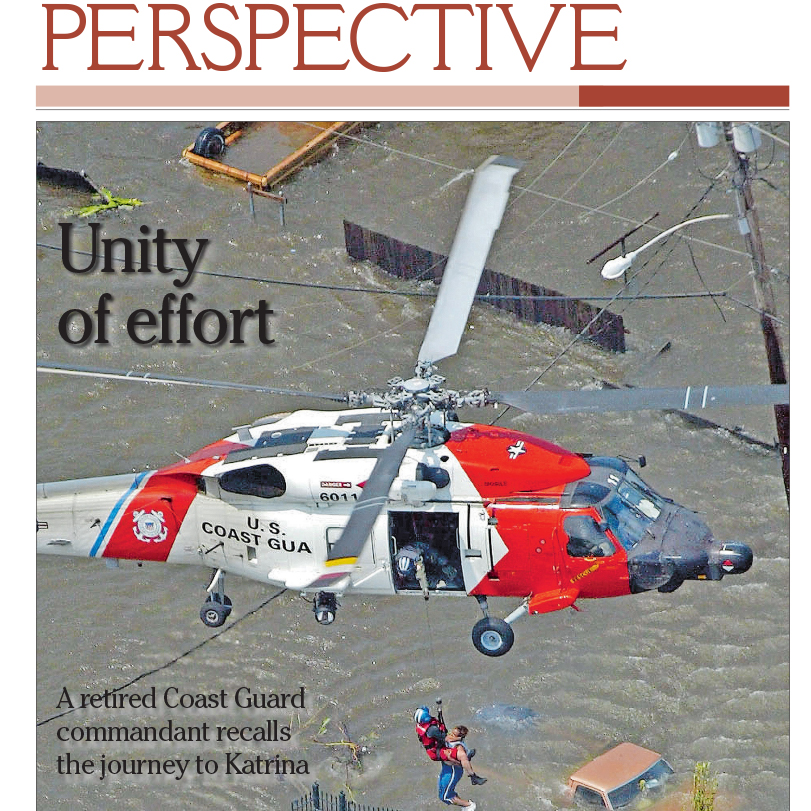 PERSPECTIVE
Unity
of effort
DANGER
6011
U. S.
COAST GUA
A retired Coast Guard
commandant recalls
the journey to Katrina